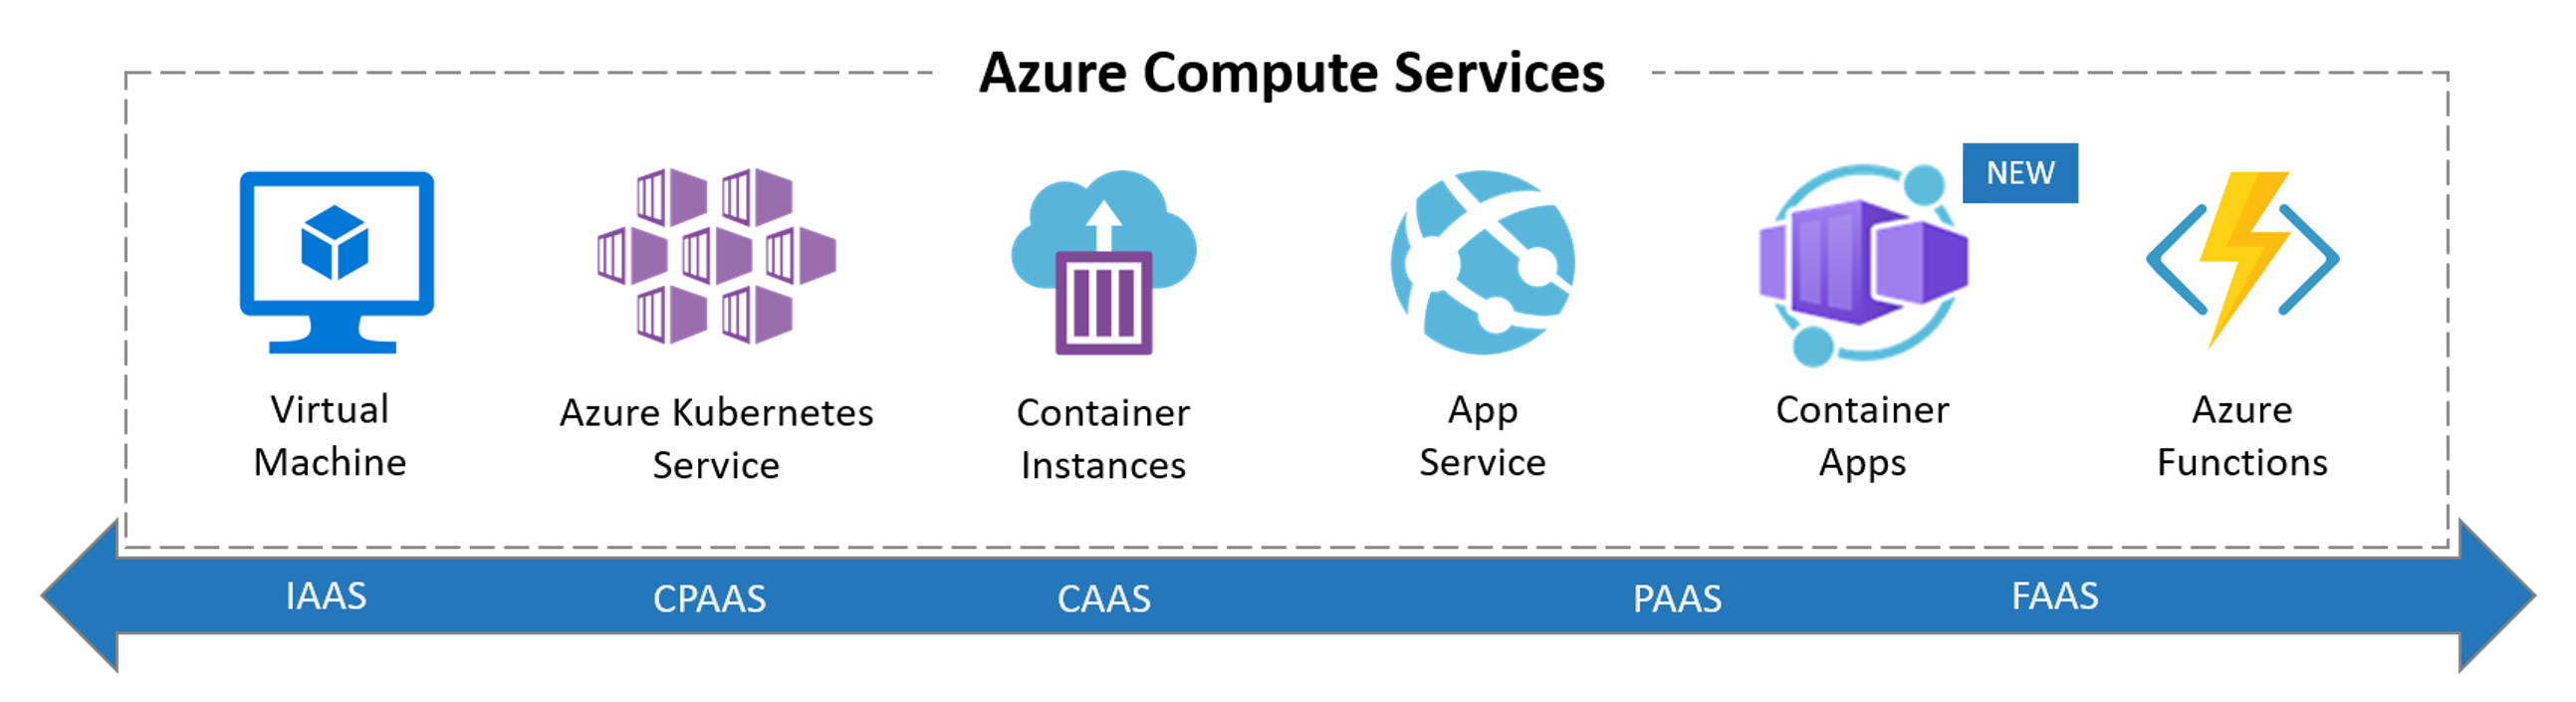 Azure Compute Services
NEW
Virtual
Machine
Azure Kubernetes
Service
Container
Instances
App
Service
Container
Apps
Azure
Functions
IAAS
CPAAS
CAAS
PAAS
FAAS